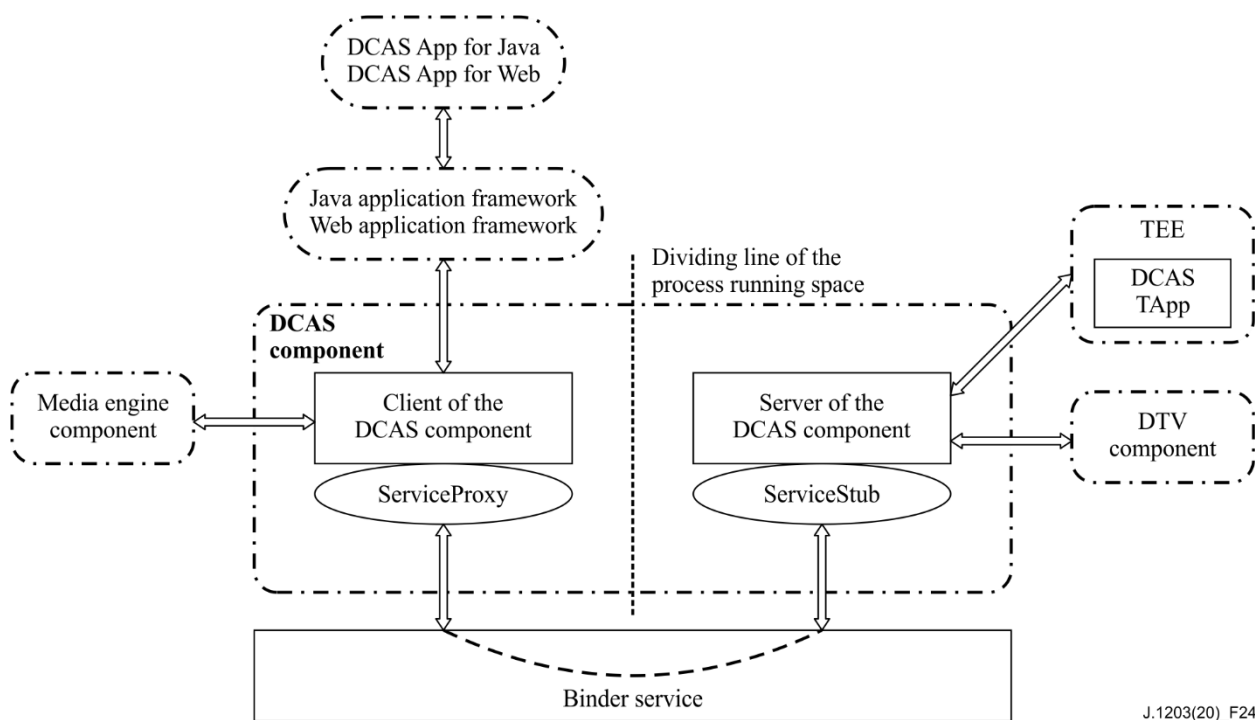 DCAS App for Java
DCAS App for Web
Java application framework
Web application framework
Dividing line of the
process running space
TEE
DCAS
TApp
DCAS
component
Media engine
component
Client of the
DCAS component
Server of the
DCAS component
DTV
component
ServiceProxy
ServiceStub
Binder service
J.1203(20)_F24